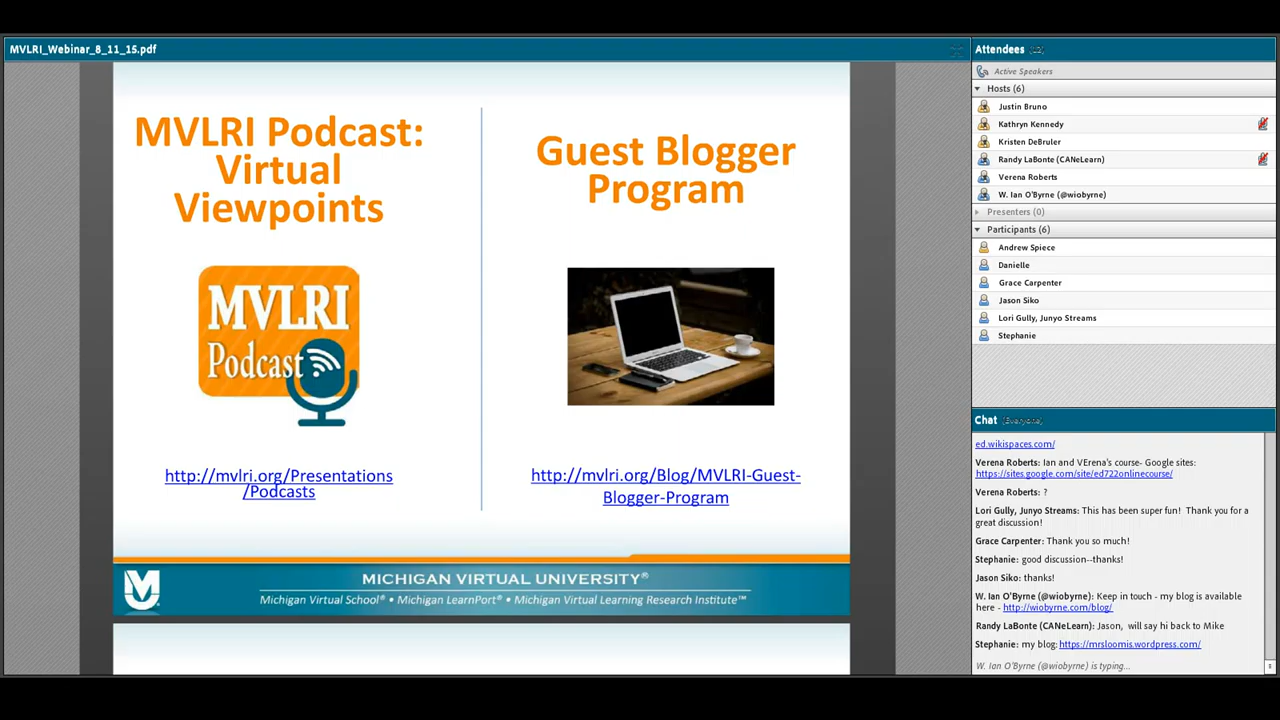 MVLRI_Webinar_8_11_15.pdf
MVLRI Podcast:
Virtual
Viewpoints
MVLRI
Podcast
http://mvlri.org/Presentations
/Podcasts
Guest Blogger
Program
http://mvlri.org/Blog/MVLRI-Guest-
Blogger-Program
MICHIGAN VIRTUAL UNIVERSITY®
Michigan Virtual School® • Michigan LearnPort® • Michigan Virtual Learning Research Institute™
Attendees (12)
Active Speakers
Hosts (6)
Justin Bruno
Kathryn Kennedy
Kristen DeBruler
Randy LaBonte (CANeLearn)
Verena Roberts
W. Ian O'Byrne (@wiobyrne)
Presenters (0)
Participants (6)
Andrew Spiece
Danielle
Grace Carpenter
Jason Siko
Lori Gully, Junyo Streams
Stephanie
Chat (Everyone)
ed.wikispaces.com/
Verena Roberts: Ian and VErena's course- Google sites:
https://sites.google.com/site/ed722onlinecourse/
Verena Roberts: ?
Lori Gully, Junyo Streams: This has been super fun! Thank you for a
great discussion!
Grace Carpenter: Thank you so much!
Stephanie: good discussion--thanks!
Jason Siko: thanks!
W. Ian O'Byrne (@wiobyrne): Keep in touch - my blog is available
here - http://wiobyrne.com/blog/
Randy LaBonte (CANeLearn): Jason, will say hi back to Mike
Stephanie: my blog: https://mrsloomis.wordpress.com/
W. Ian O'Byrne (@wiobyrne) is typing...